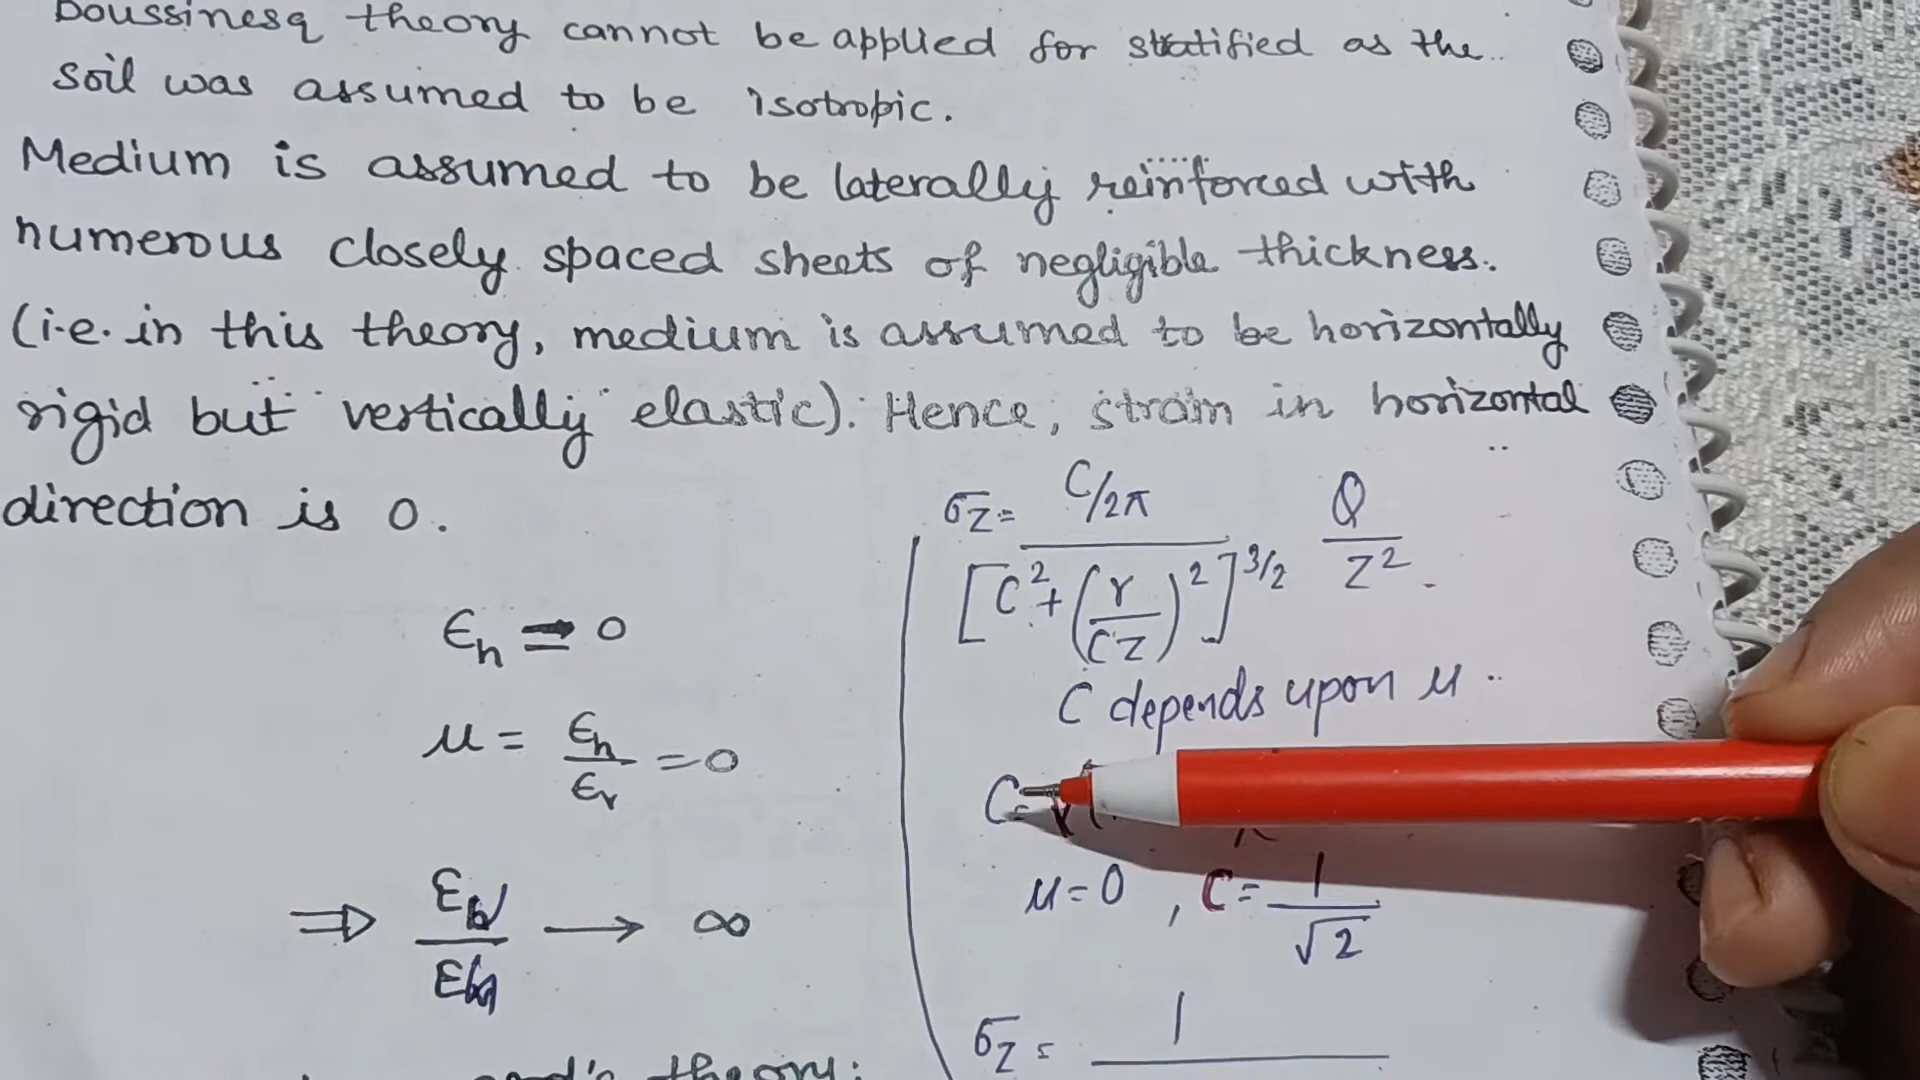 Boussinesq theory cannot be applied for stratified as the
soil was assumed to be isotropic.
Medium is assumed to be laterally reinforced with
numerous closely spaced sheets of negligible thickness.
(i.e. in this theory, medium is assumed to be horizontally
rigid but vertically elastic). Hence, strain in horizontal
direction is 0.
ϵh = 0
μ = ϵh/ϵv = 0
⇒ Ev/Eh → ∞
theory:
σz = C/2π / [C² + (r/CZ)²]^3/2 Q/Z²
C depends upon μ
C =
μ = 0 , C = 1/√2
σz = 1